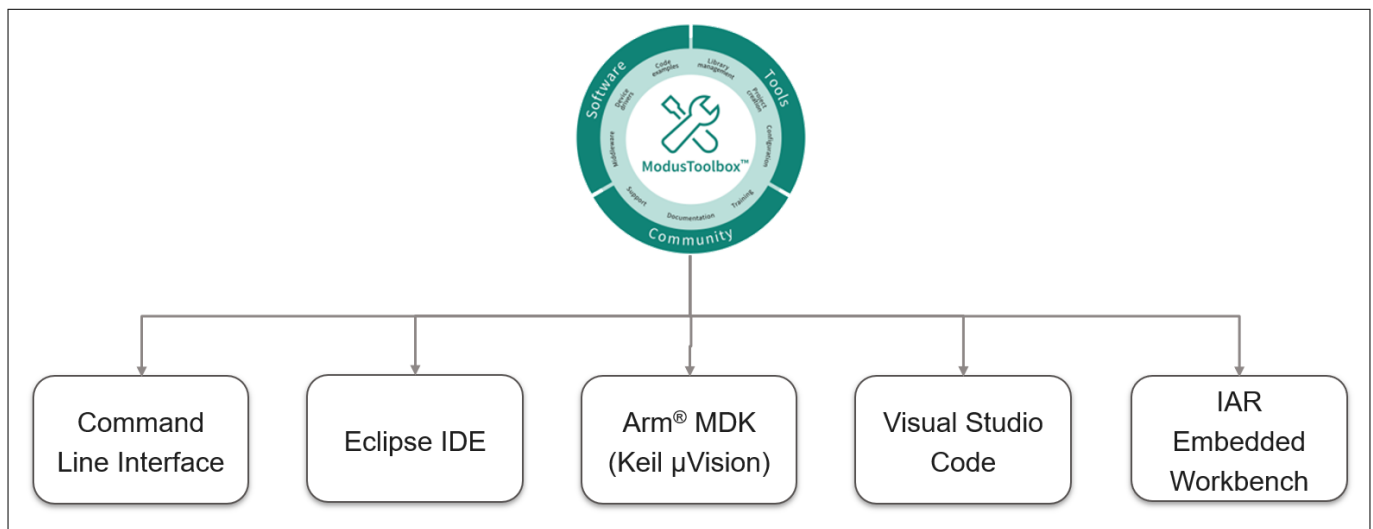 Software
Tools
Community
Code
examples
Library
management
Device
drivers
Project
creation
Middleware
Configuration
Support
Documentation
Training
ModusToolbox™
Command
Line Interface
Eclipse IDE
Arm® MDK
(Keil µVision)
Visual Studio
Code
IAR
Embedded
Workbench